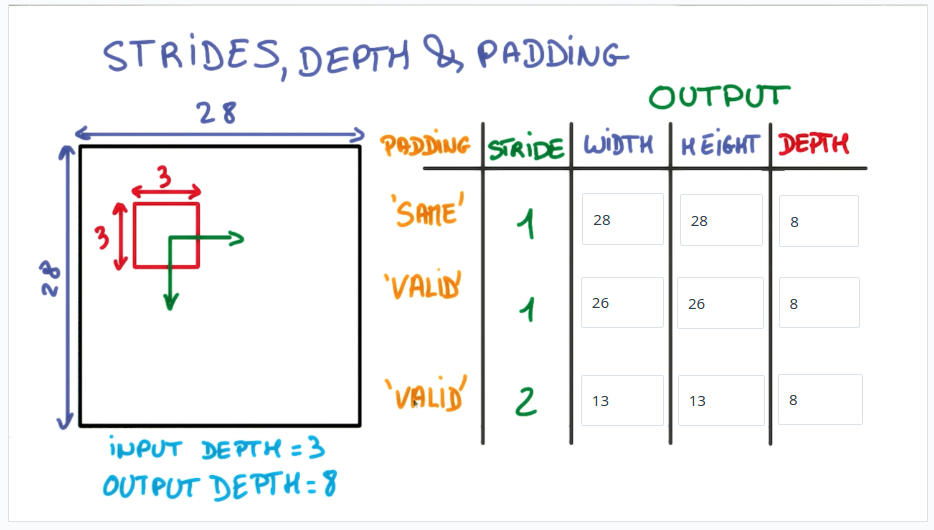 STRIDES, DEPTH & PADDING
OUTPUT
28
PADDING STRIDE WIDTH HEIGHT DEPTH
3
3
28
'SAME' 1 28 28 8
'VALID' 1 26 26 8
'VALID' 2 13 13 8
INPUT DEPTH = 3
OUTPUT DEPTH = 8